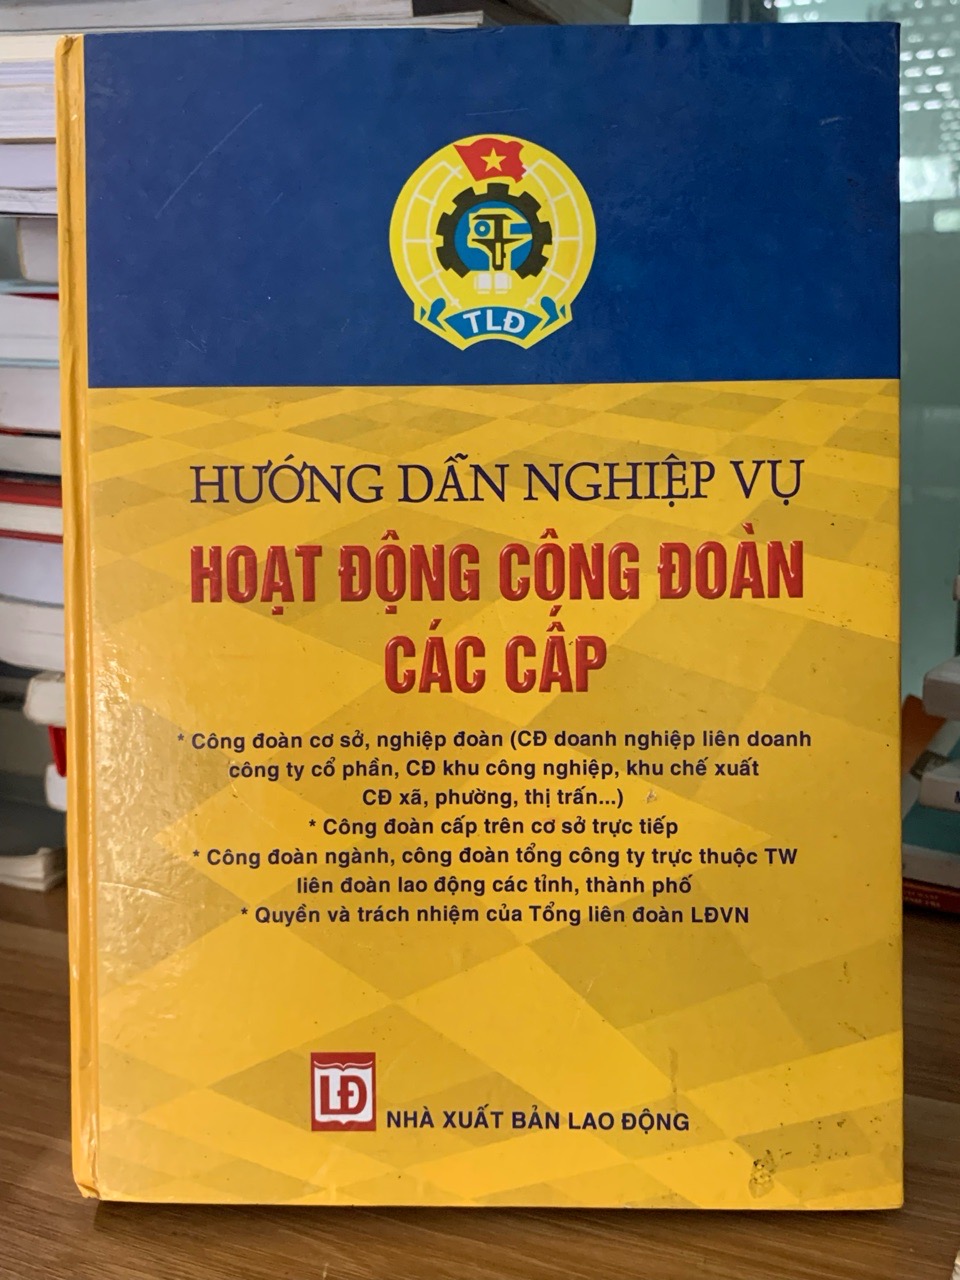 TLĐ
HƯỚNG DẪN NGHIỆP VỤ
HOẠT ĐỘNG CÔNG ĐOÀN
CÁC CẤP
* Công đoàn cơ sở, nghiệp đoàn (CĐ doanh nghiệp liên doanh
công ty cổ phần, CĐ khu công nghiệp, khu chế xuất
CĐ xã, phường, thị trấn...)
* Công đoàn cấp trên cơ sở trực tiếp
* Công đoàn ngành, công đoàn tổng công ty trực thuộc TW
liên đoàn lao động các tỉnh, thành phố
* Quyền và trách nhiệm của Tổng liên đoàn LĐVN
LĐ
NHÀ XUẤT BẢN LAO ĐỘNG